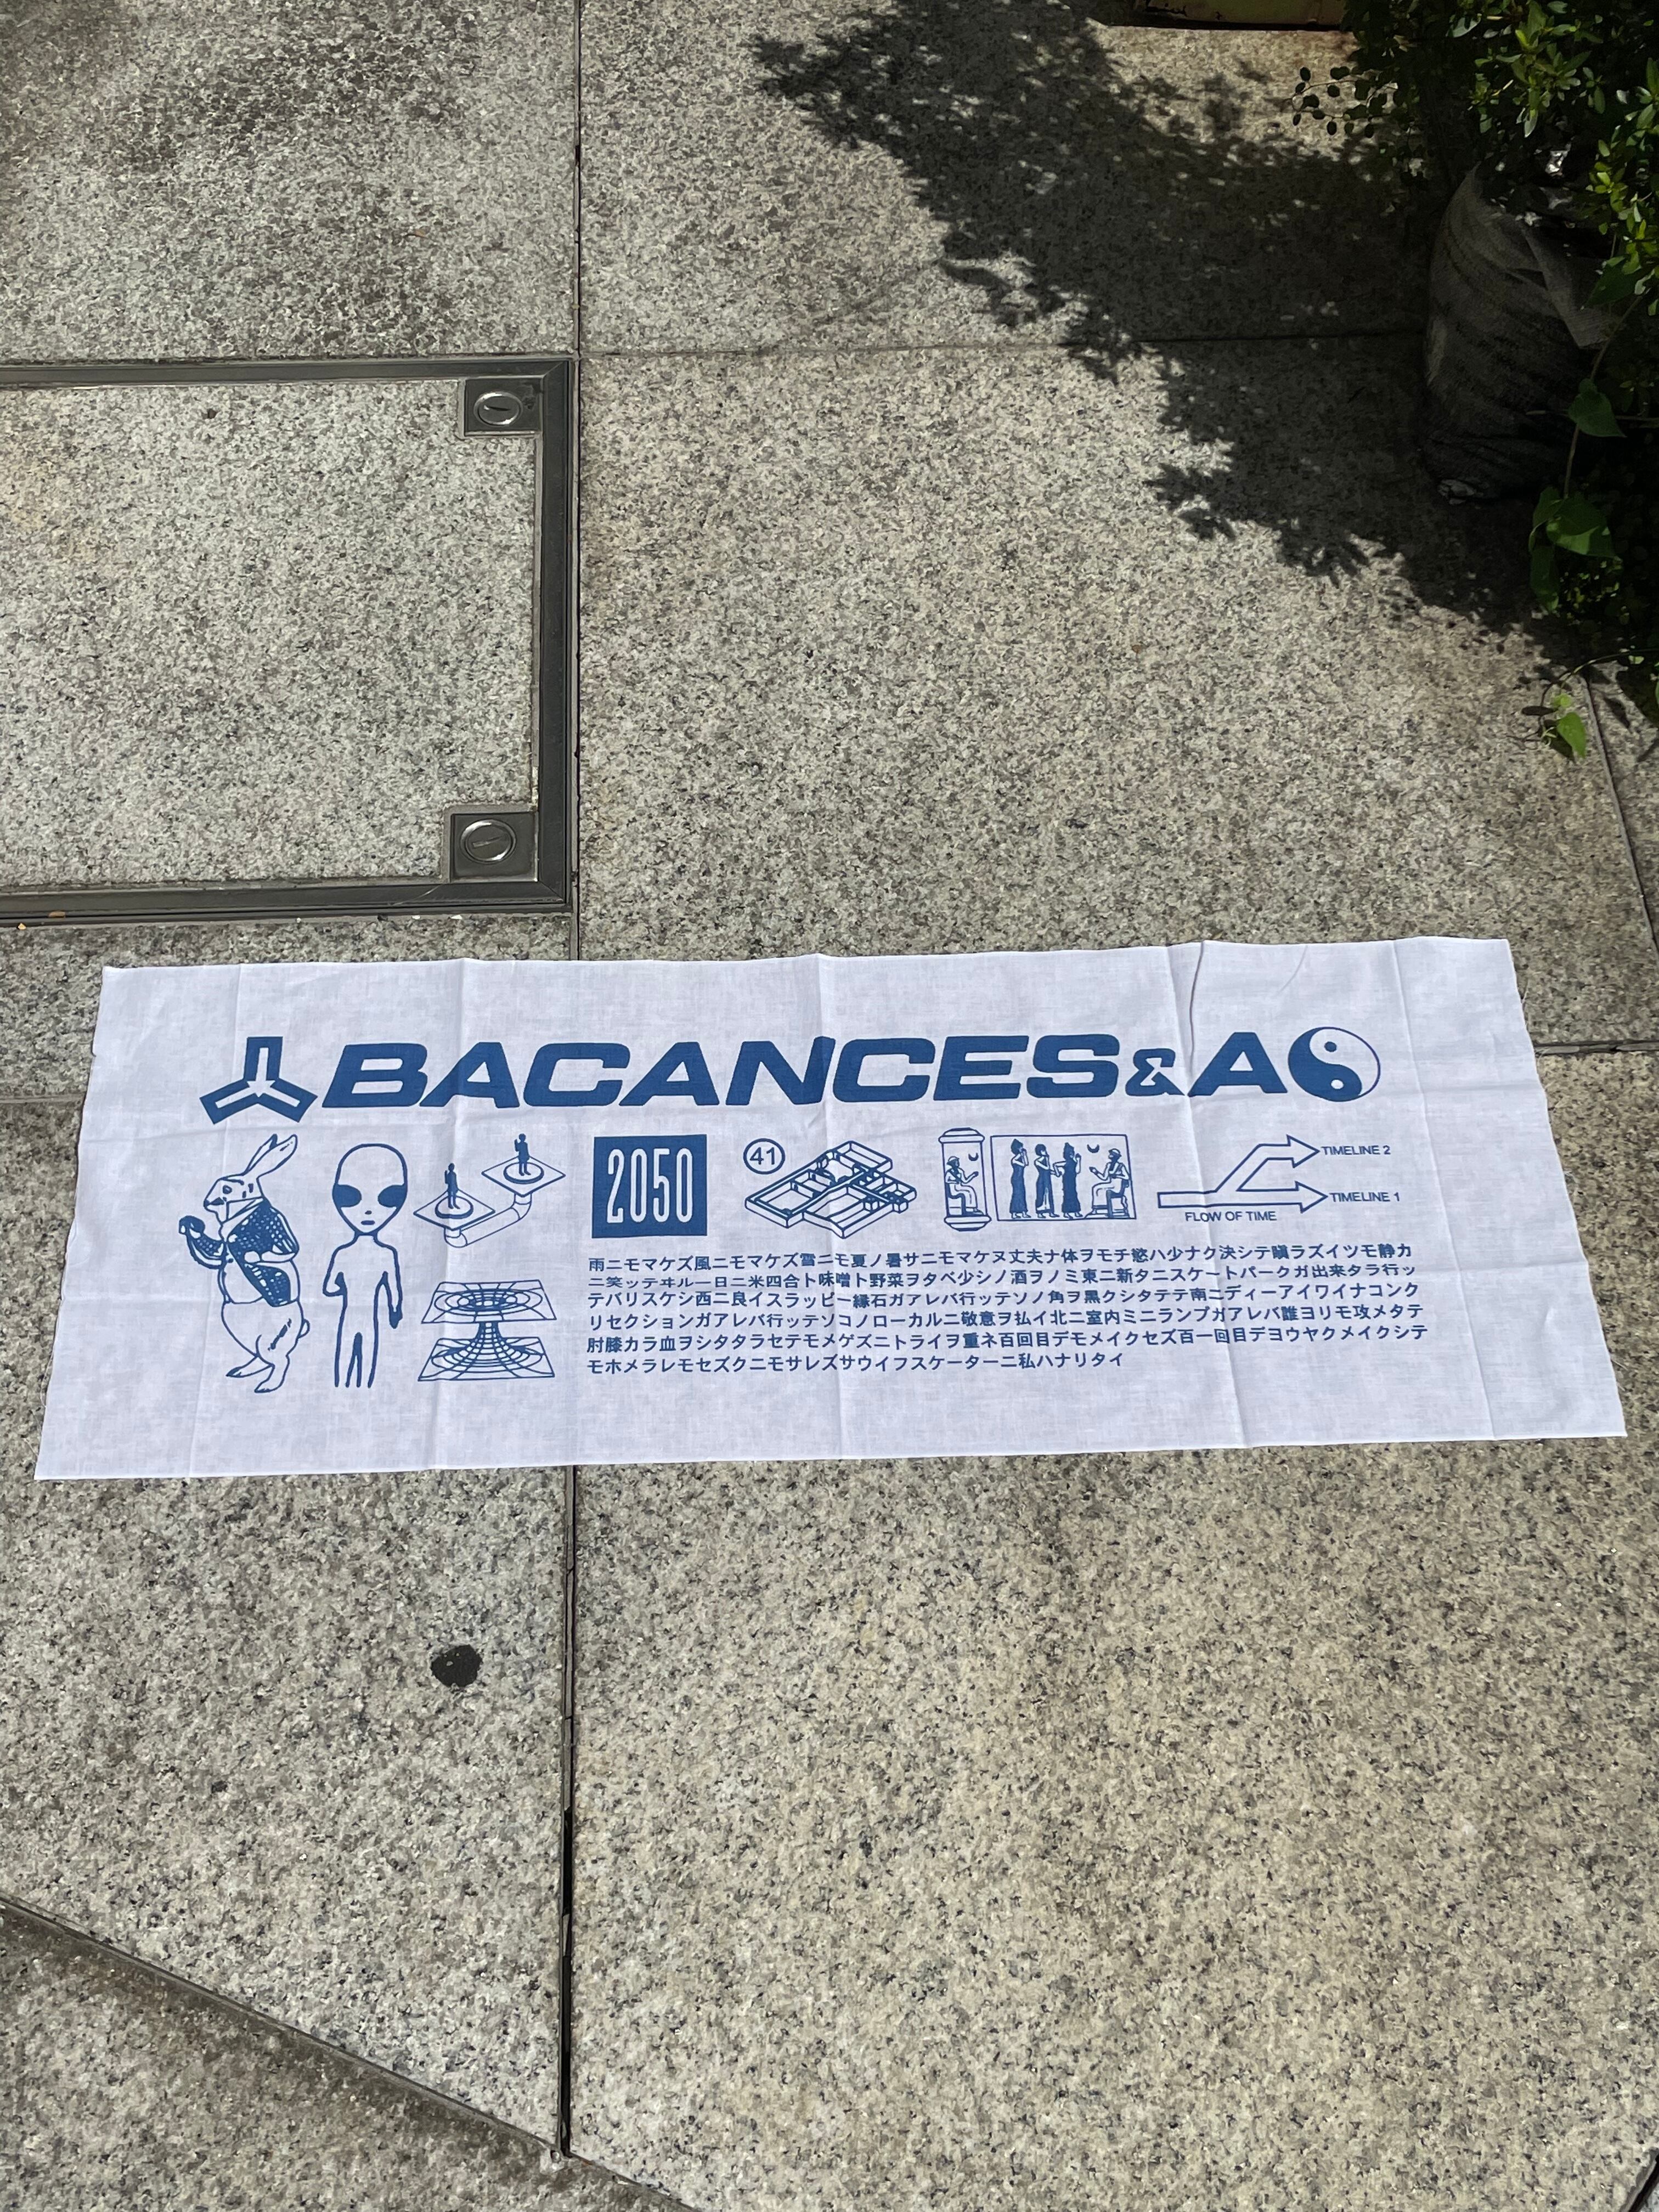 BACANCES&A
2050
41
TIMELINE 2
TIMELINE 1
FLOW OF TIME
雨ニモマケズ風ニモマケズ雪ニモ夏ノ暑サニモマケヌ丈夫ナ体ヲモチ慾ハ少ナク決シテ瞋ラズイツモ静カ
ニ笑ッテヰル一日ニ米四合ト味噌ト野菜ヲタベ少シノ酒ヲノミ東ニ新タニスケートパークガ出来タラ行ッ
テバリスケシ西ニ良イスラッピー縁石ガアレバ行ッテソノ角ヲ黒クシタテテ南ニディーアイワイナコンク
リセクションガアレバ行ッテソコノローカルニ敬意ヲ払イ北ニ室内ミニランプガアレバ誰ヨリモ攻メタテ
肘膝カラ血ヲシタタラセテモメゲズニトライヲ重ネ百回目デモメイクセズ百一回目デヨウヤクメイクシテ
モホメラレモセズクニモサレズサウイフスケーターニ私ハナリタイ